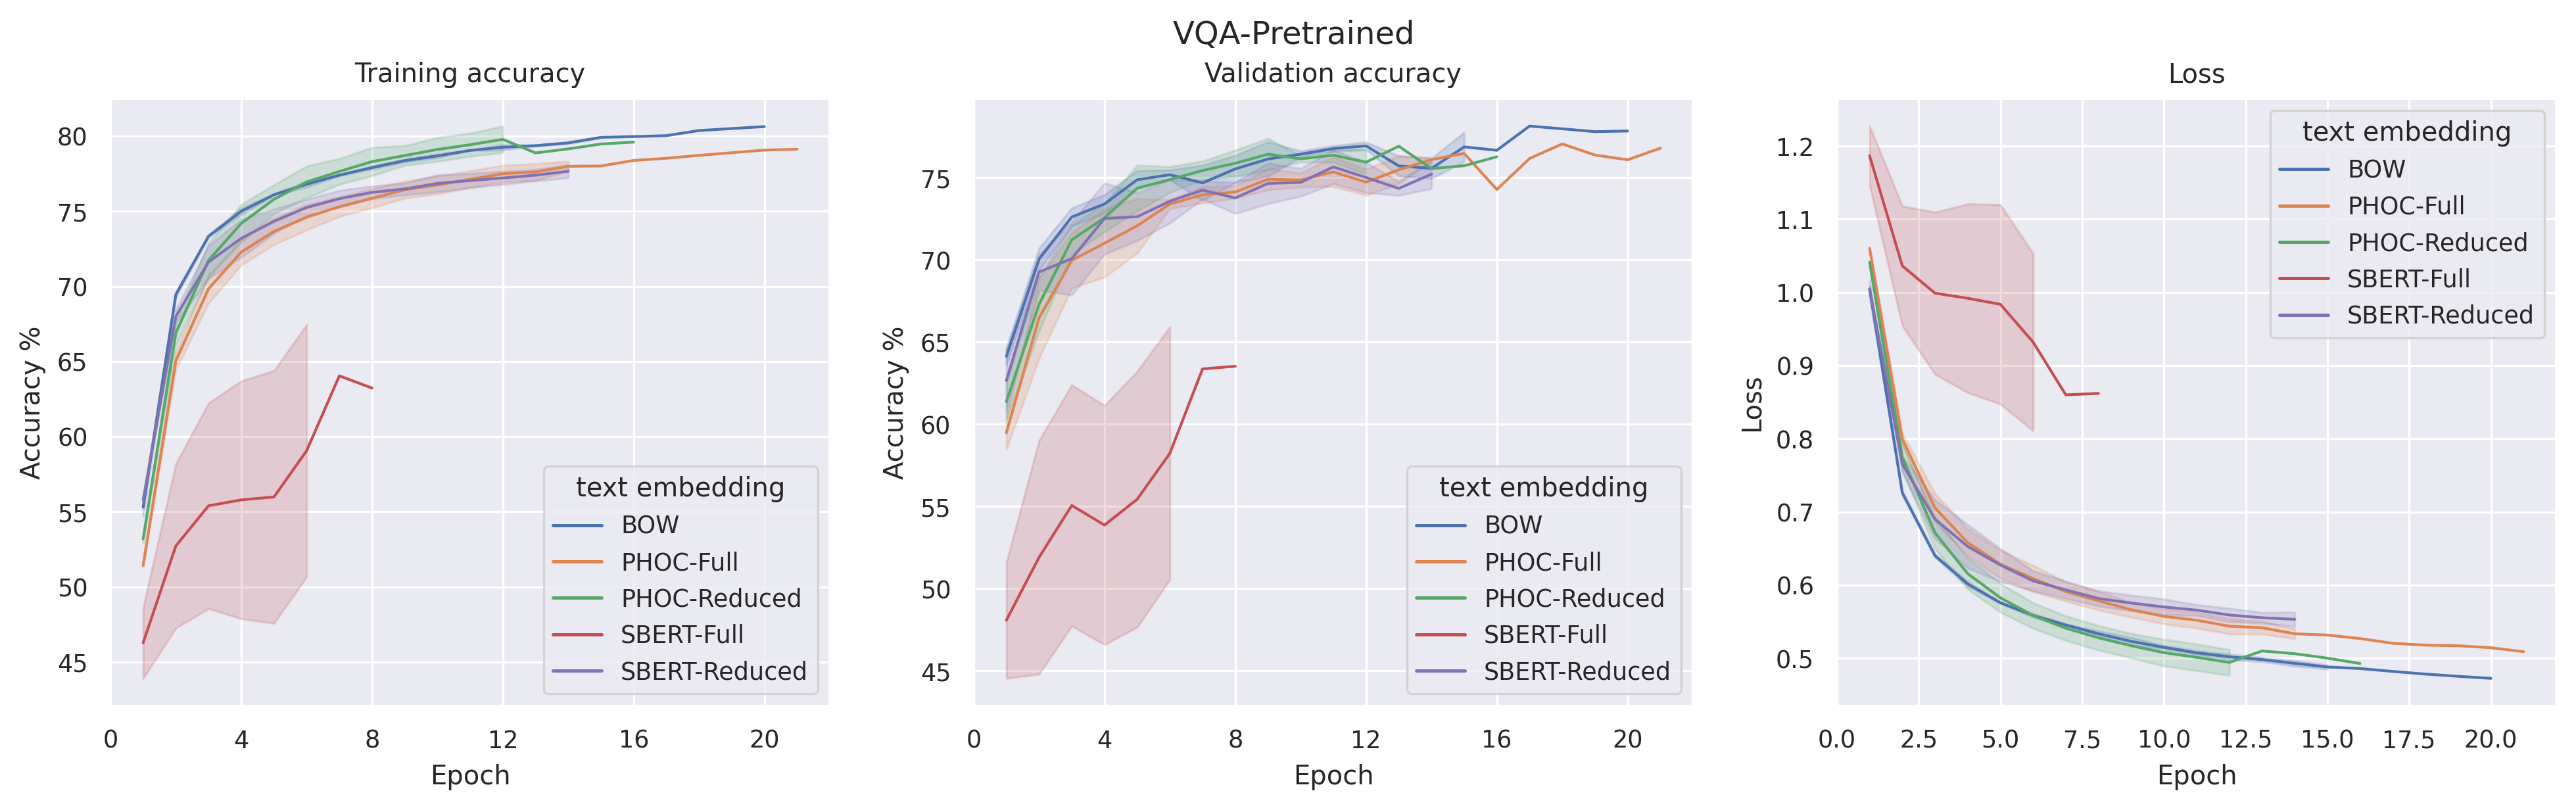 VQA-Pretrained
Training accuracy
Accuracy %
80
75
70
65
60
55
50
45
0 4 8 12 16 20
Epoch
text embedding
BOW
PHOC-Full
PHOC-Reduced
SBERT-Full
SBERT-Reduced
Validation accuracy
Accuracy %
75
70
65
60
55
50
45
0 4 8 12 16 20
Epoch
text embedding
BOW
PHOC-Full
PHOC-Reduced
SBERT-Full
SBERT-Reduced
Loss
Loss
1.2
1.1
1.0
0.9
0.8
0.7
0.6
0.5
0.0 2.5 5.0 7.5 10.0 12.5 15.0 17.5 20.0
Epoch
text embedding
BOW
PHOC-Full
PHOC-Reduced
SBERT-Full
SBERT-Reduced